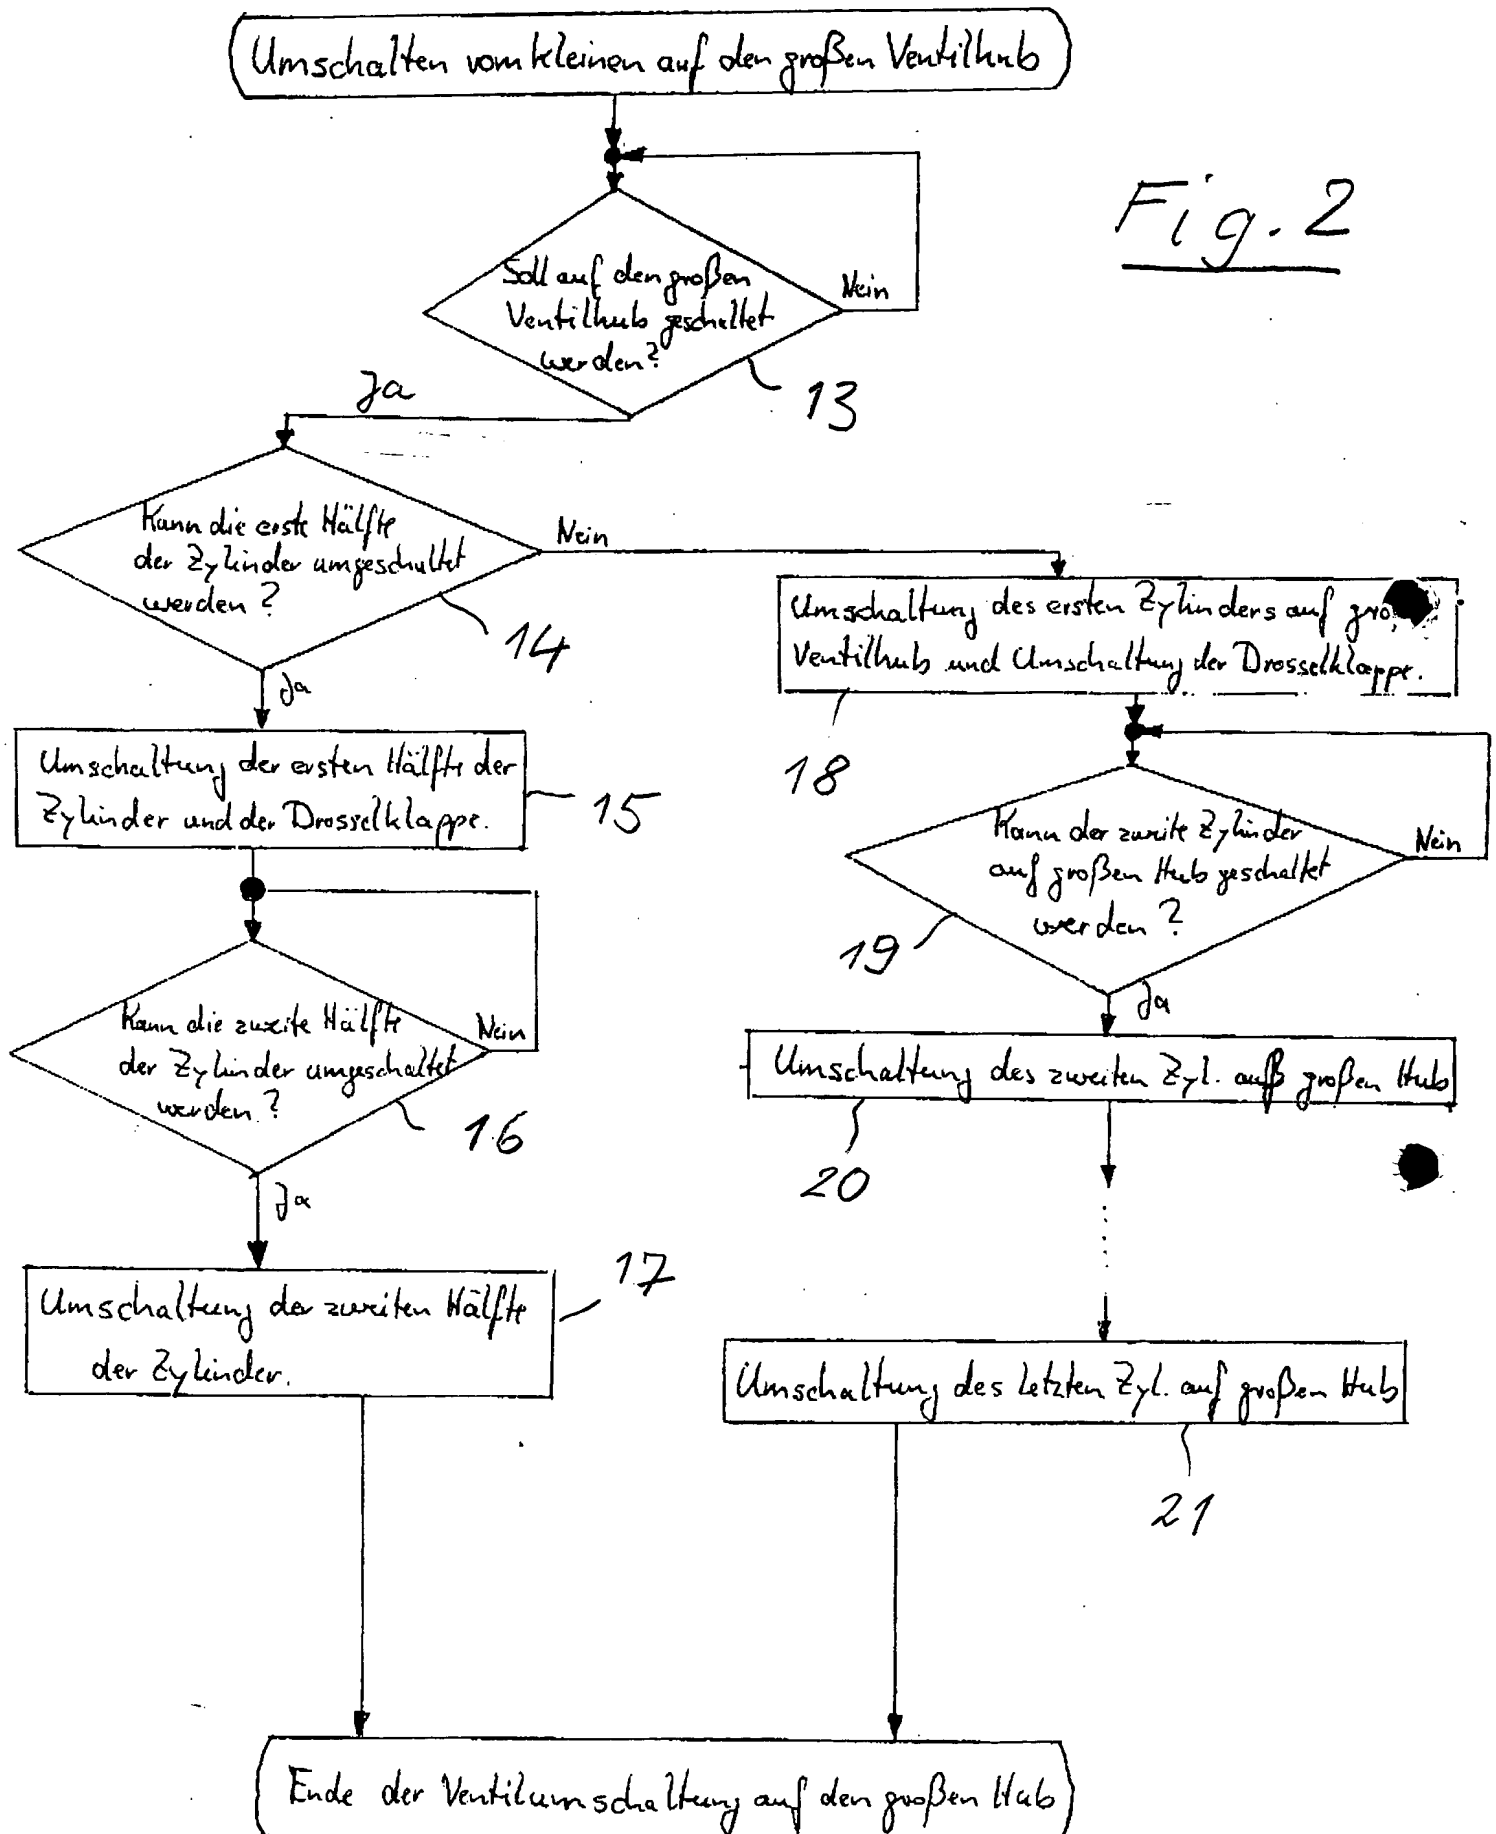 Umschalten vom kleinen auf den großen Ventilhub
Fig. 2
Soll auf den großen
Ventilhub geschaltet
werden?
Nein
13
Ja
Kann die erste Hälfte
der Zylinder umgeschaltet
werden?
Nein
14
Ja
Umschaltung des ersten Zylinders auf
Ventilhub und Umschaltung der Drosselklappe.
18
Umschaltung der ersten Hälfte der
Zylinder und der Drosselklappe.
15
Kann der zweite Zylinder
auf großen Hub geschaltet
werden?
Nein
19
Ja
Kann die zweite Hälfte
der Zylinder umgeschaltet
werden?
Nein
16
Ja
Umschaltung des zweiten Zyl. auf großen Hub
20
Umschaltung der zweiten Hälfte
der Zylinder.
17
Umschaltung des letzten Zyl. auf großen Hub
21
Ende der Ventilumschaltung auf den großen Hub